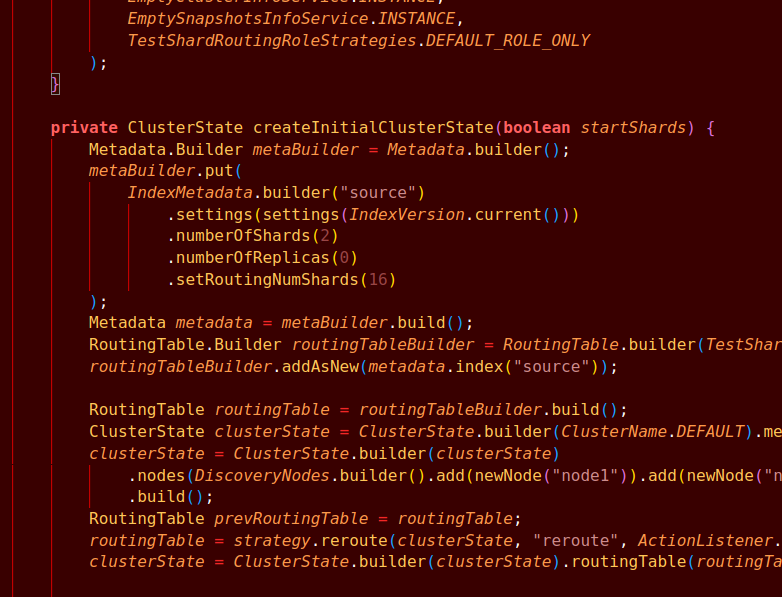 EmptyClusterInfoService.INSTANCE,
EmptySnapshotsInfoService.INSTANCE,
TestShardRoutingRoleStrategies.DEFAULT_ROLE_ONLY
);
}
private ClusterState createInitialClusterState(boolean startShards) {
Metadata.Builder metaBuilder = Metadata.builder();
metaBuilder.put(
IndexMetadata.builder("source")
.settings(settings(IndexVersion.current()))
.numberOfShards(2)
.numberOfReplicas(0)
.setRoutingNumShards(16)
);
Metadata metadata = metaBuilder.build();
RoutingTable.Builder routingTableBuilder = RoutingTable.builder(TestShar
routingTableBuilder.addAsNew(metadata.index("source"));
RoutingTable routingTable = routingTableBuilder.build();
ClusterState clusterState = ClusterState.builder(ClusterName.DEFAULT).me
clusterState = ClusterState.builder(clusterState)
.nodes(DiscoveryNodes.builder().add(newNode("node1")).add(newNode("n
.build();
RoutingTable prevRoutingTable = routingTable;
routingTable = strategy.reroute(clusterState, "reroute", ActionListener.
clusterState = ClusterState.builder(clusterState).routingTable(routingTa